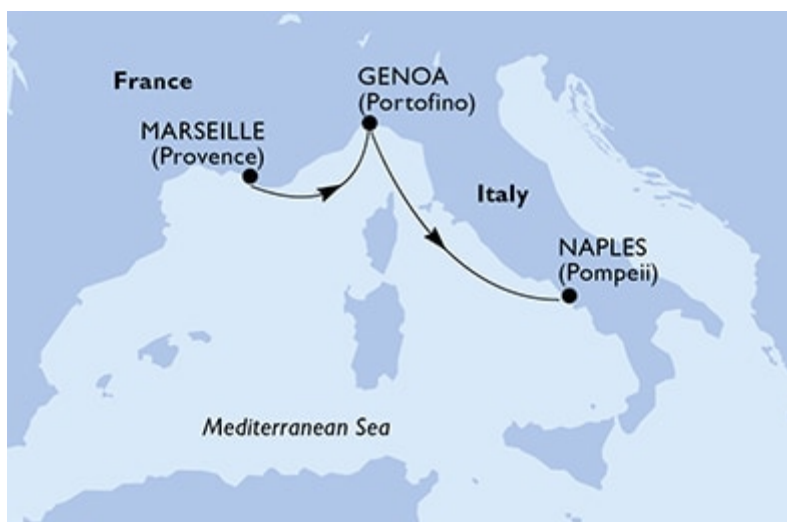 France
GENOA
(Portofino)
MARSEILLE
(Provence)
Italy
NAPLES
(Pompeii)
Mediterranean Sea